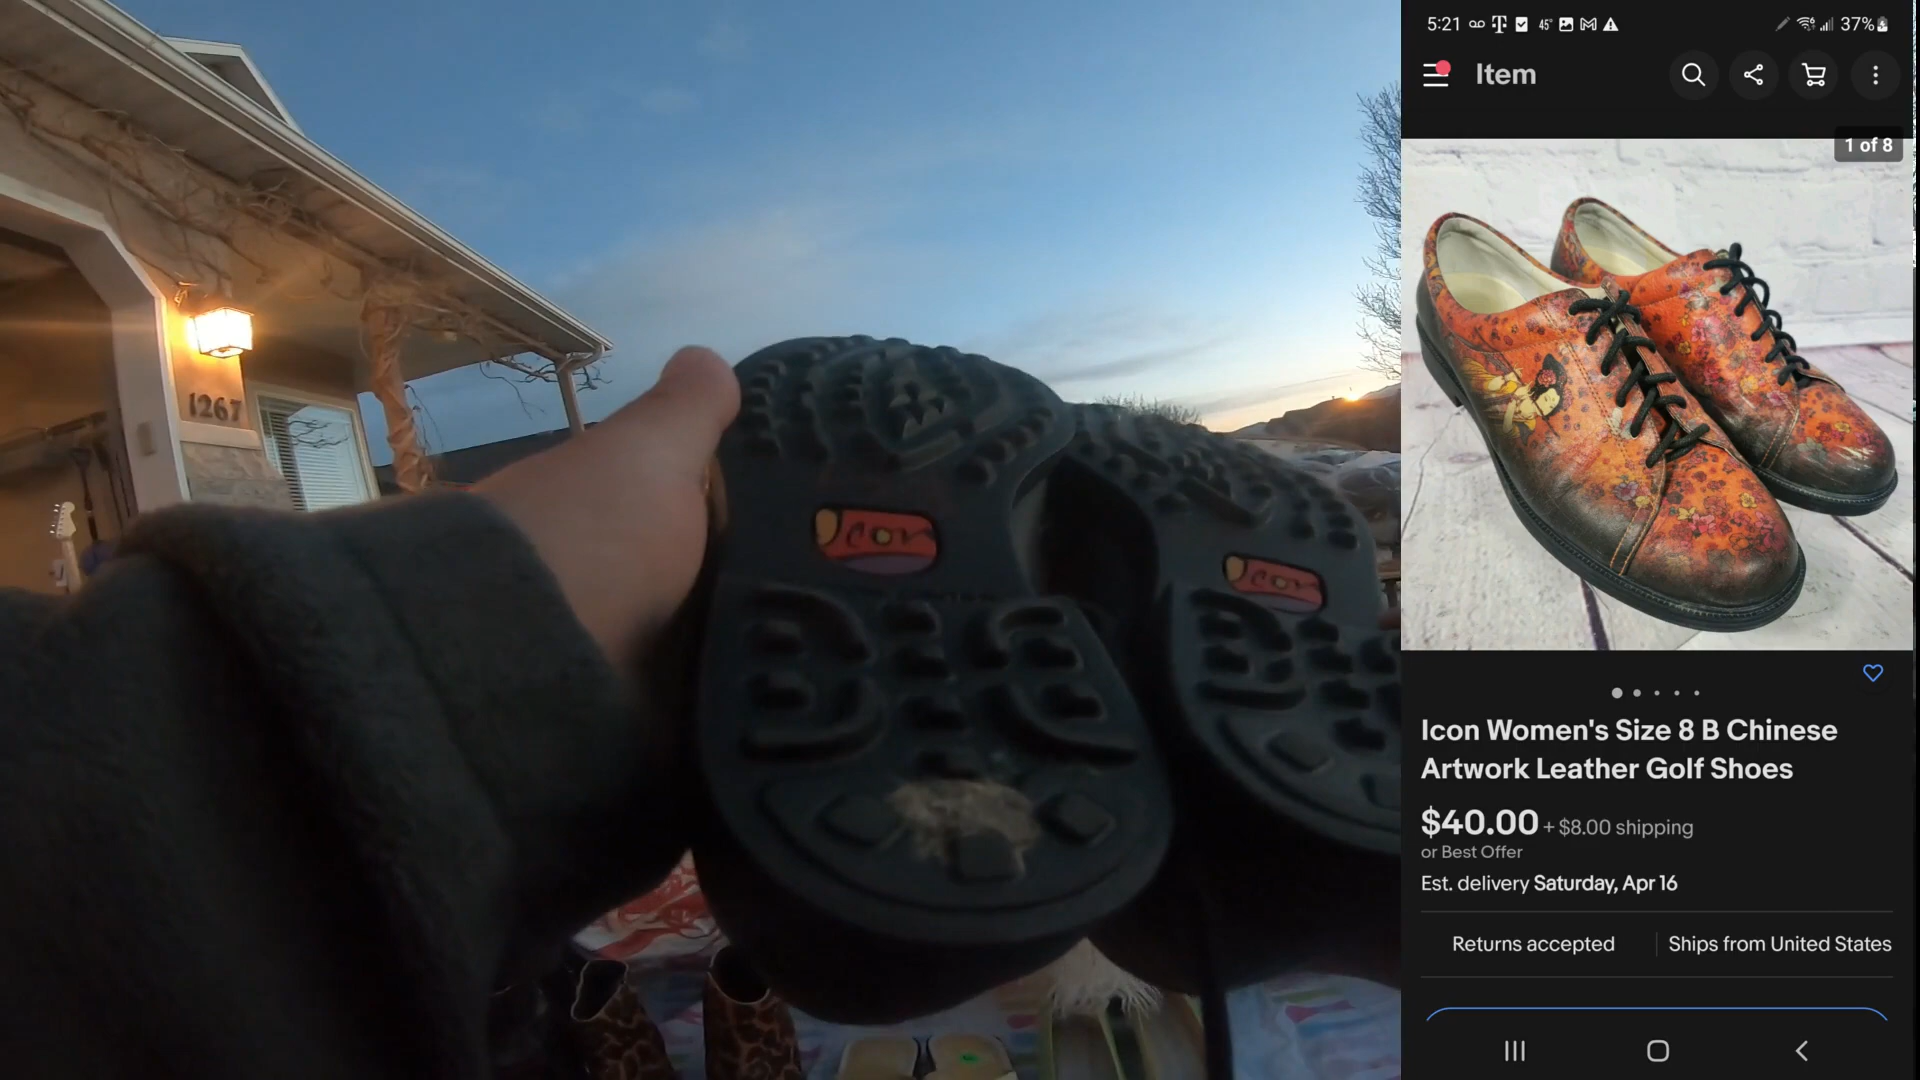 1267
Icon
Icon
5:21
45°
37%
Item
1 of 8
Icon Women's Size 8 B Chinese
Artwork Leather Golf Shoes
$40.00 + $8.00 shipping
or Best Offer
Est. delivery Saturday, Apr 16
Returns accepted
Ships from United States